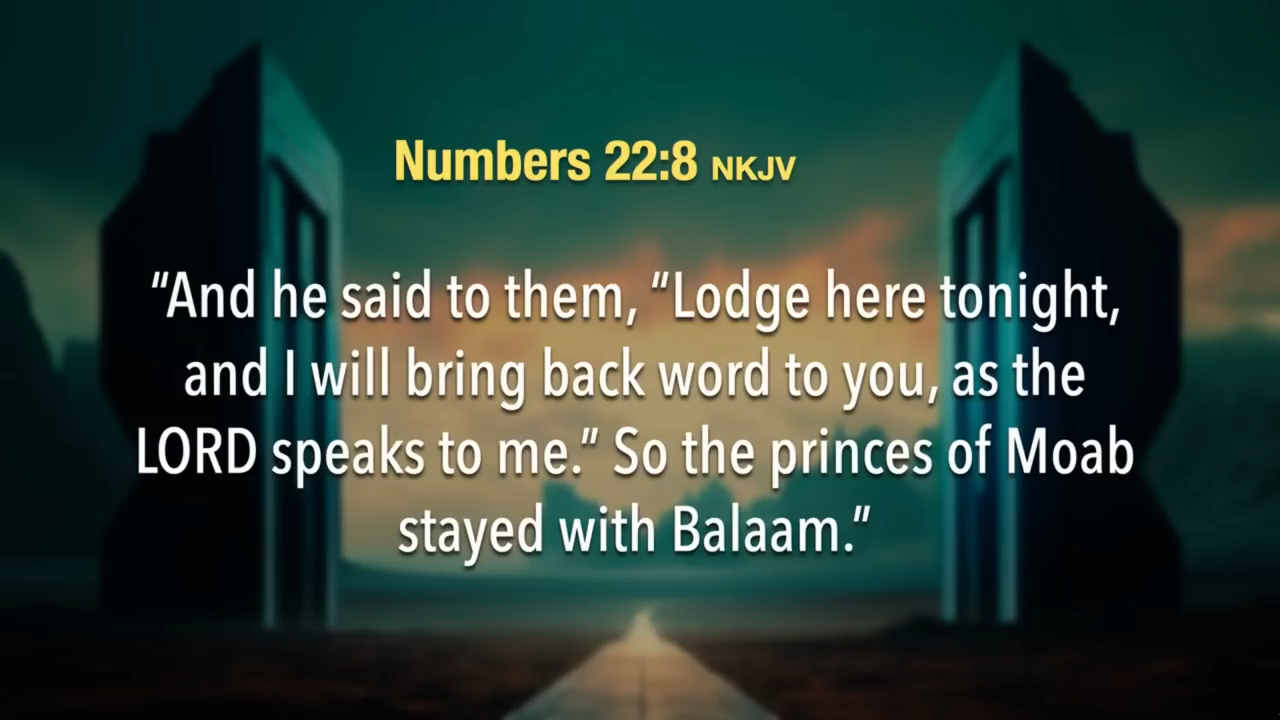 Numbers 22:8 NKJV
“And he said to them, “Lodge here tonight,
and I will bring back word to you, as the
LORD speaks to me.” So the princes of Moab
stayed with Balaam.”